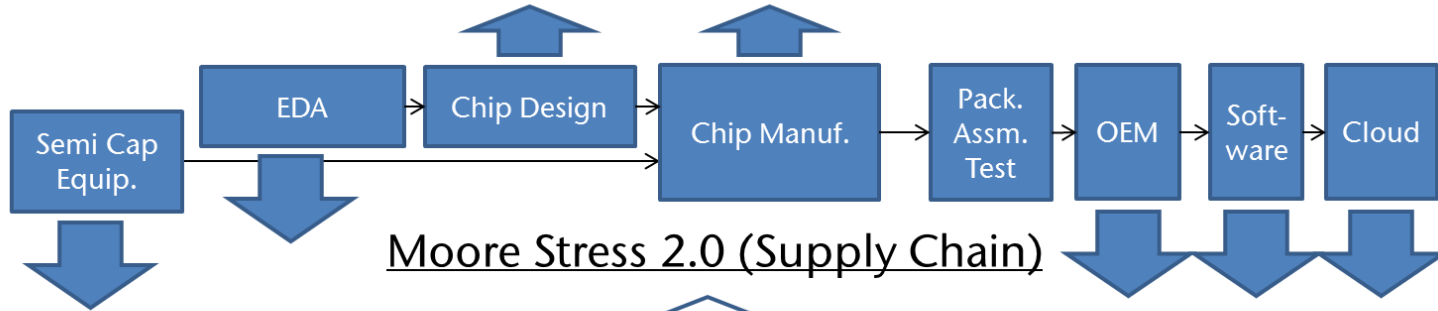 Semi Cap
Equip.
EDA
Chip Design
Chip Manuf.
Pack.
Assm.
Test
OEM
Soft-
ware
Cloud
Moore Stress 2.0 (Supply Chain)